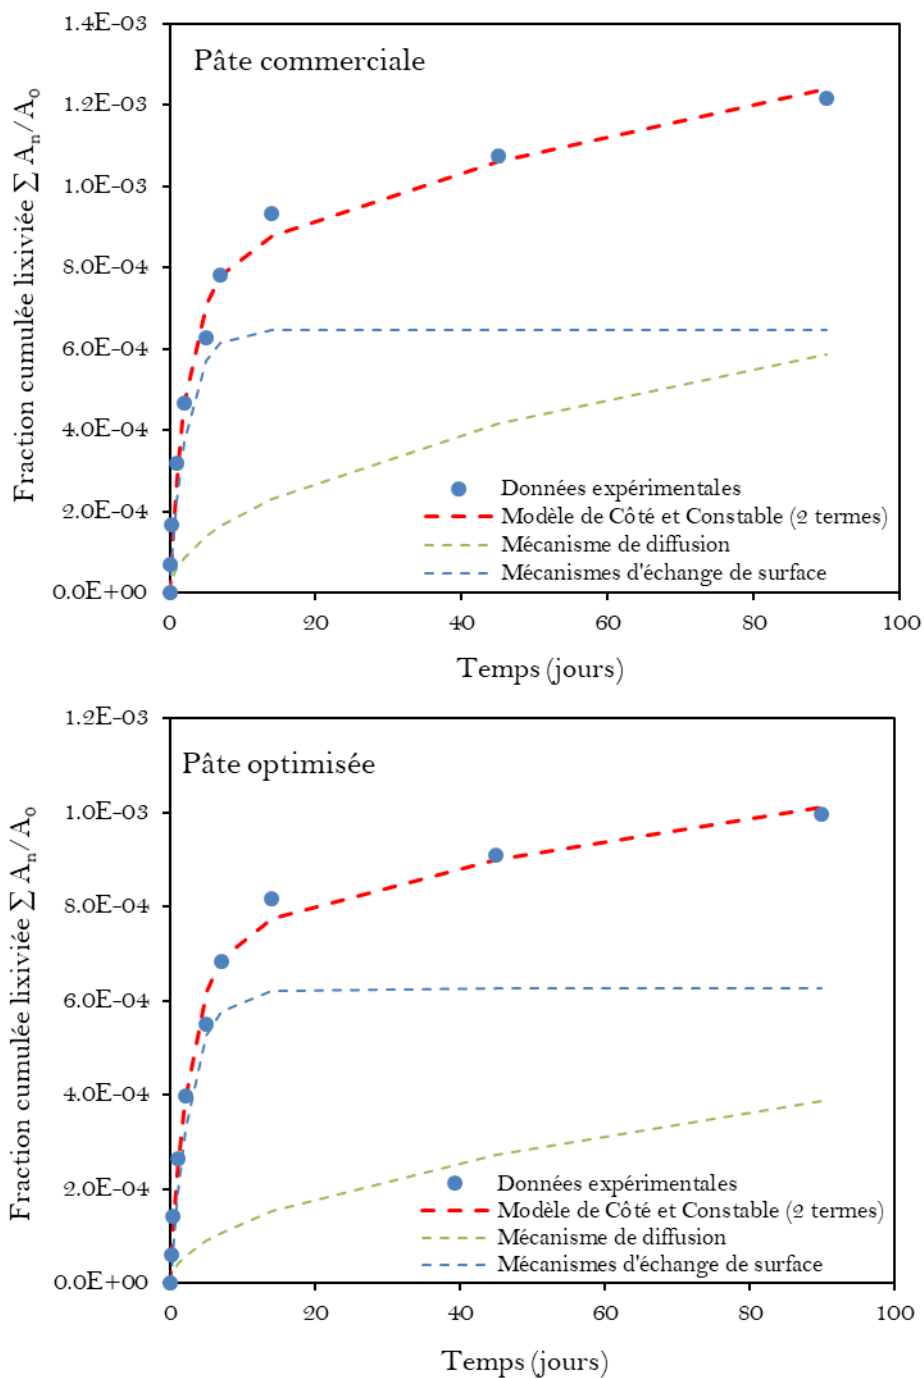 1.4E-03
Pâte commerciale
1.2E-03
1.0E-03
8.0E-04
6.0E-04
4.0E-04
2.0E-04
0.0E+00
Fraction cumulée lixiviée ∑ Aₙ/A₀
Données expérimentales
Modèle de Côté et Constable (2 termes)
Mécanisme de diffusion
Mécanismes d'échange de surface
0 20 40 60 80 100
Temps (jours)
1.2E-03
Pâte optimisée
1.0E-03
8.0E-04
6.0E-04
4.0E-04
2.0E-04
0.0E+00
Fraction cumulée lixiviée ∑ Aₙ/A₀
Données expérimentales
Modèle de Côté et Constable (2 termes)
Mécanisme de diffusion
Mécanismes d'échange de surface
0 20 40 60 80 100
Temps (jours)